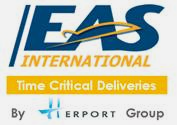 EAS
INTERNATIONAL
Time Critical Deliveries
By HERPORT Group